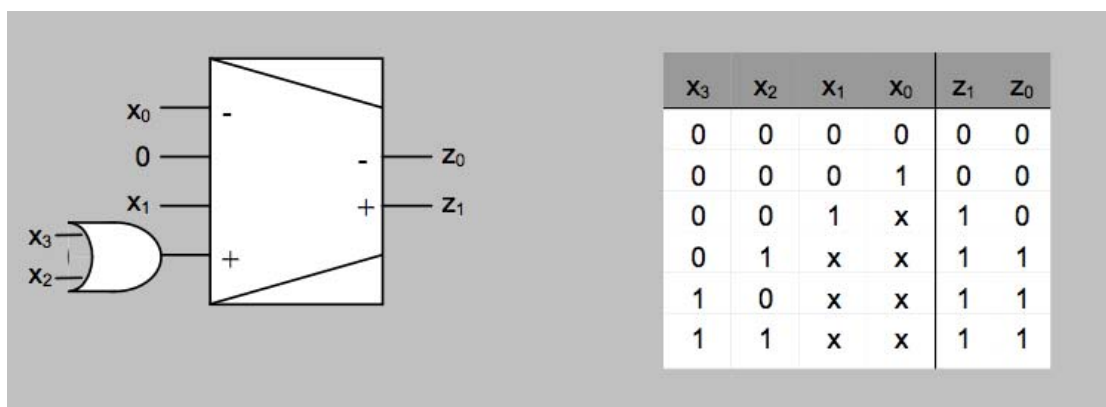 x₀
-
0
- z₀
x₁
+ z₁
x₃
x₂
+
x₃ x₂ x₁ x₀ z₁ z₀
0 0 0 0 0 0
0 0 0 1 0 0
0 0 1 x 1 0
0 1 x x 1 1
1 0 x x 1 1
1 1 x x 1 1